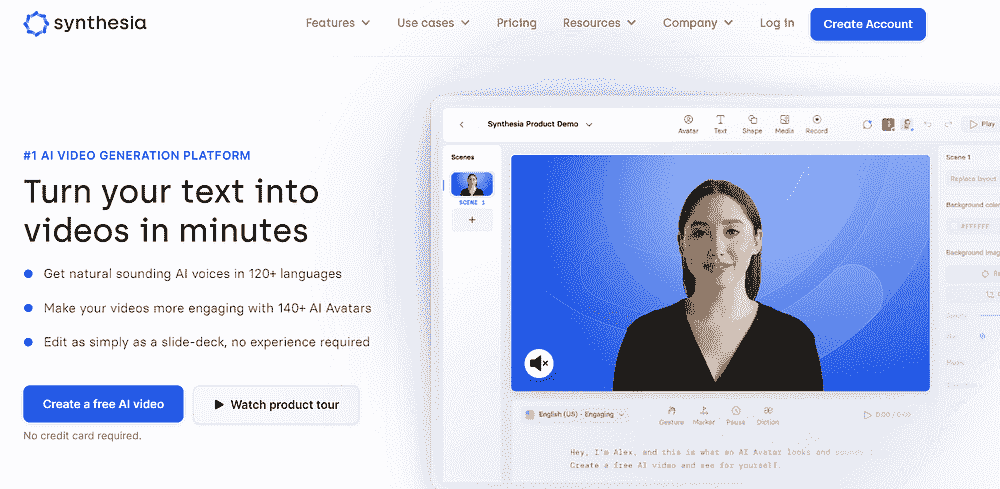 synthesia
Features
Use cases
Pricing
Resources
Company
Log in
Create Account
Synthesia Product Demo
Avatar
Text
Shape
Media
Record
Play
Scenes
SCENE 1
Scene 1
Replace layout
Background color
#FFFFFF
Background imag
#1 AI VIDEO GENERATION PLATFORM
Turn your text into
videos in minutes
Get natural sounding AI voices in 120+ languages
Make your videos more engaging with 140+ AI Avatars
Edit as simply as a slide-deck, no experience required
Create a free AI video
Watch product tour
No credit card required.
English (US) - Engaging
Gesture
Marker
Pause
Diction
Hey, I'm Alex, and this is what an AI Avatar looks and sounds
Create a free AI video and see for yourself.